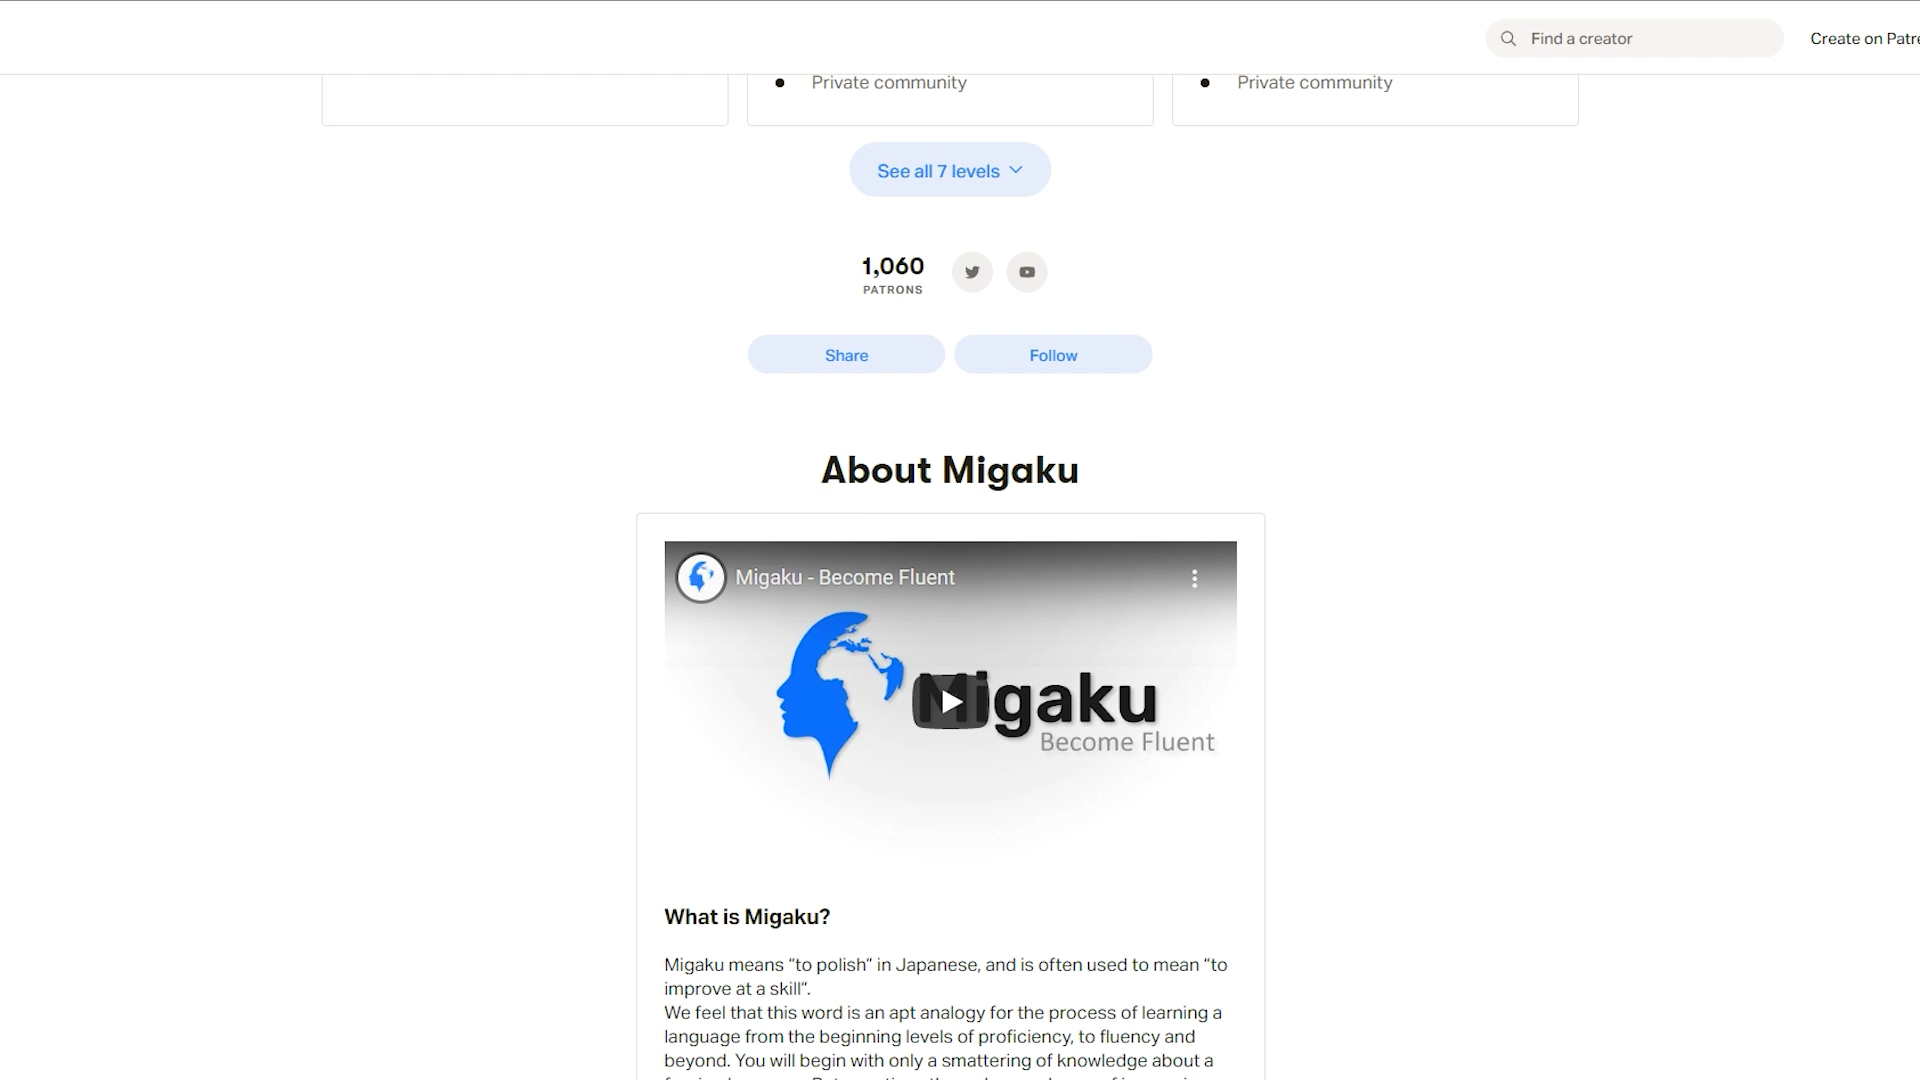 Find a creator
Create on Patre
Private community
Private community
See all 7 levels
1,060
PATRONS
Share
Follow
About Migaku
Migaku - Become Fluent
Migaku
Become Fluent
What is Migaku?
Migaku means “to polish” in Japanese, and is often used to mean “to
improve at a skill”.
We feel that this word is an apt analogy for the process of learning a
language from the beginning levels of proficiency, to fluency and
beyond. You will begin with only a smattering of knowledge about a